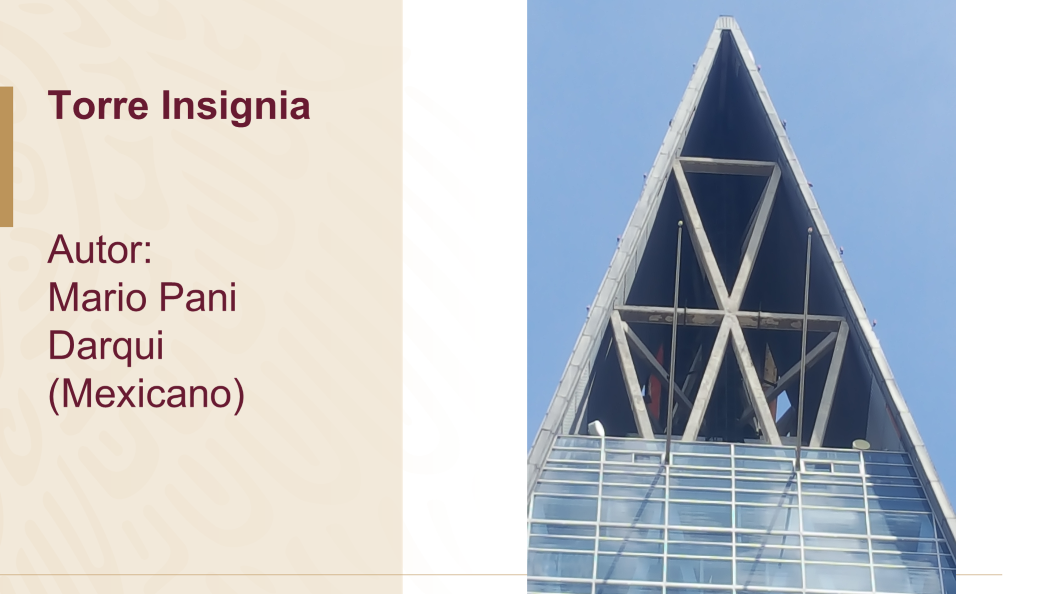 Torre Insignia
Autor:
Mario Pani
Darqui
(Mexicano)